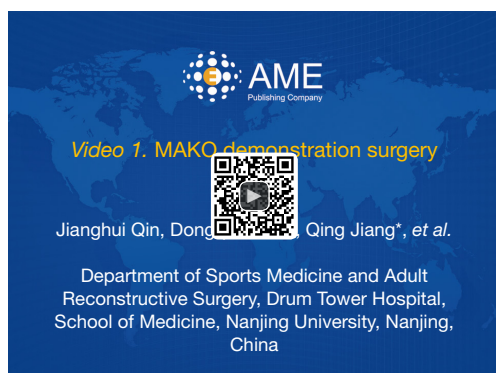 AME
Publishing Company
Video 1. MAKO demonstration surgery
Jianghui Qin, Qing Jiang*, et al.
Department of Sports Medicine and Adult
Reconstructive Surgery, Drum Tower Hospital,
School of Medicine, Nanjing University, Nanjing,
China